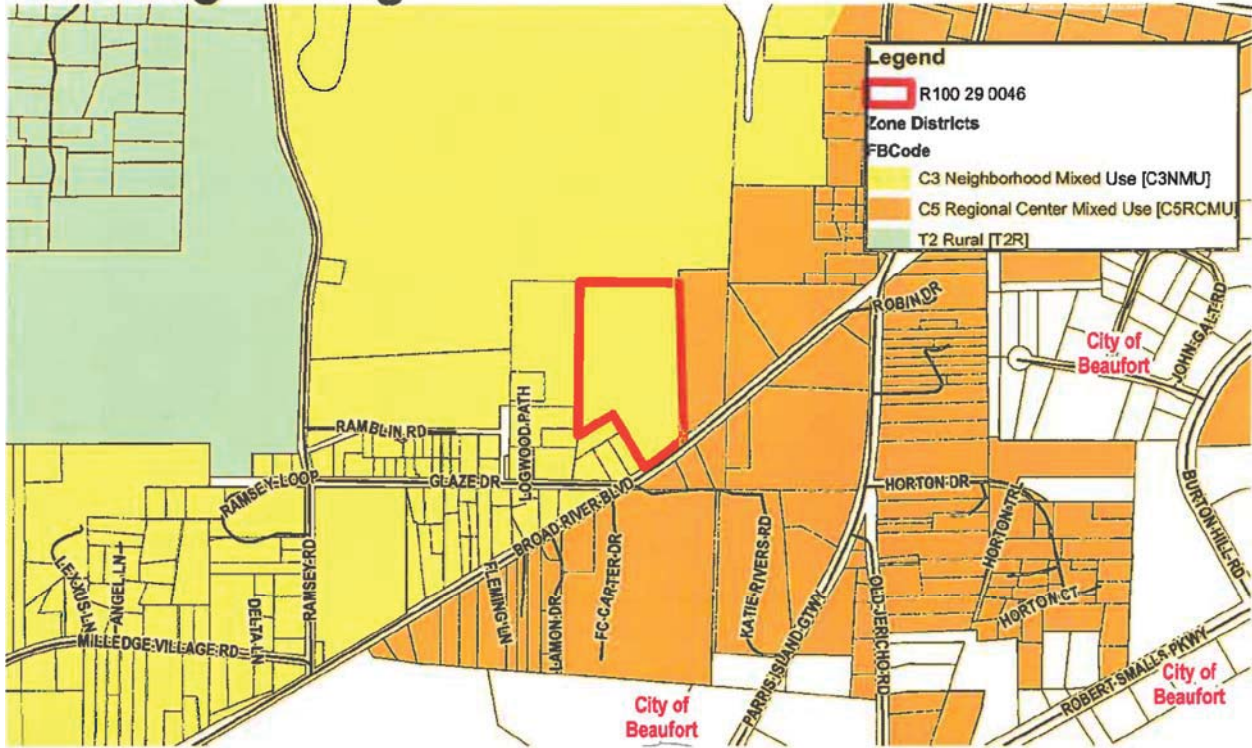 Legend
R100 29 0046
Zone Districts
FBCode
C3 Neighborhood Mixed Use [C3NMU]
C5 Regional Center Mixed Use [C5RCMU]
T2 Rural [T2R]
ROBIN DR
JOHN GALT RD
City of
Beaufort
LOGWOOD PATH
RAMBLIN RD
RAMSEY LOOP
GLAZE DR
BROAD RIVER BLVD
HORTON DR
HORTON TRL
BURTON HILL RD
LEXUS LN
ANGEL LN
DELTA LN
RAMSEY RD
FLEMING LN
LAMON DR
FC CARTER DR
KATIE RIVERS RD
OLD JERICHO RD
HORTON CT
MILLEDGE VILLAGE RD
PARRIS ISLAND GTWY
ROBERT SMALLS PKWY
City of
Beaufort
City of
Beaufort